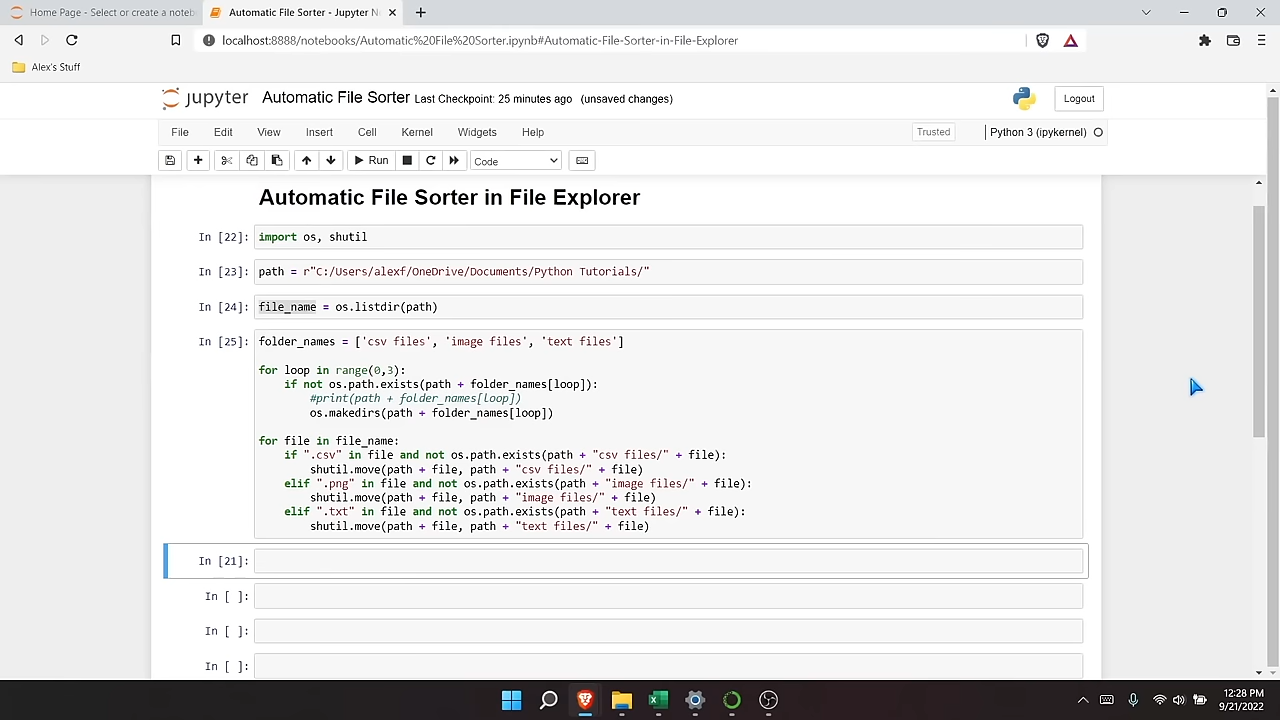 Home Page - Select or create a noteb
Automatic File Sorter - Jupyter N
localhost:8888/notebooks/Automatic%20File%20Sorter.ipynb#Automatic-File-Sorter-in-File-Explorer
Alex's Stuff
jupyter Automatic File Sorter Last Checkpoint: 25 minutes ago (unsaved changes)
Logout
File Edit View Insert Cell Kernel Widgets Help
Trusted Python 3 (ipykernel)
Run Code
Automatic File Sorter in File Explorer
In [22]: import os, shutil
In [23]: path = r"C:/Users/alexf/OneDrive/Documents/Python Tutorials/"
In [24]: file_name = os.listdir(path)
In [25]: folder_names = ['csv files', 'image files', 'text files']
for loop in range(0,3):
if not os.path.exists(path + folder_names[loop]):
#print(path + folder_names[loop])
os.makedirs(path + folder_names[loop])
for file in file_name:
if ".csv" in file and not os.path.exists(path + "csv files/" + file):
shutil.move(path + file, path + "csv files/" + file)
elif ".png" in file and not os.path.exists(path + "image files/" + file):
shutil.move(path + file, path + "image files/" + file)
elif ".txt" in file and not os.path.exists(path + "text files/" + file):
shutil.move(path + file, path + "text files/" + file)
In [21]:
In [ ]:
In [ ]:
In [ ]:
12:28 PM
9/21/2022